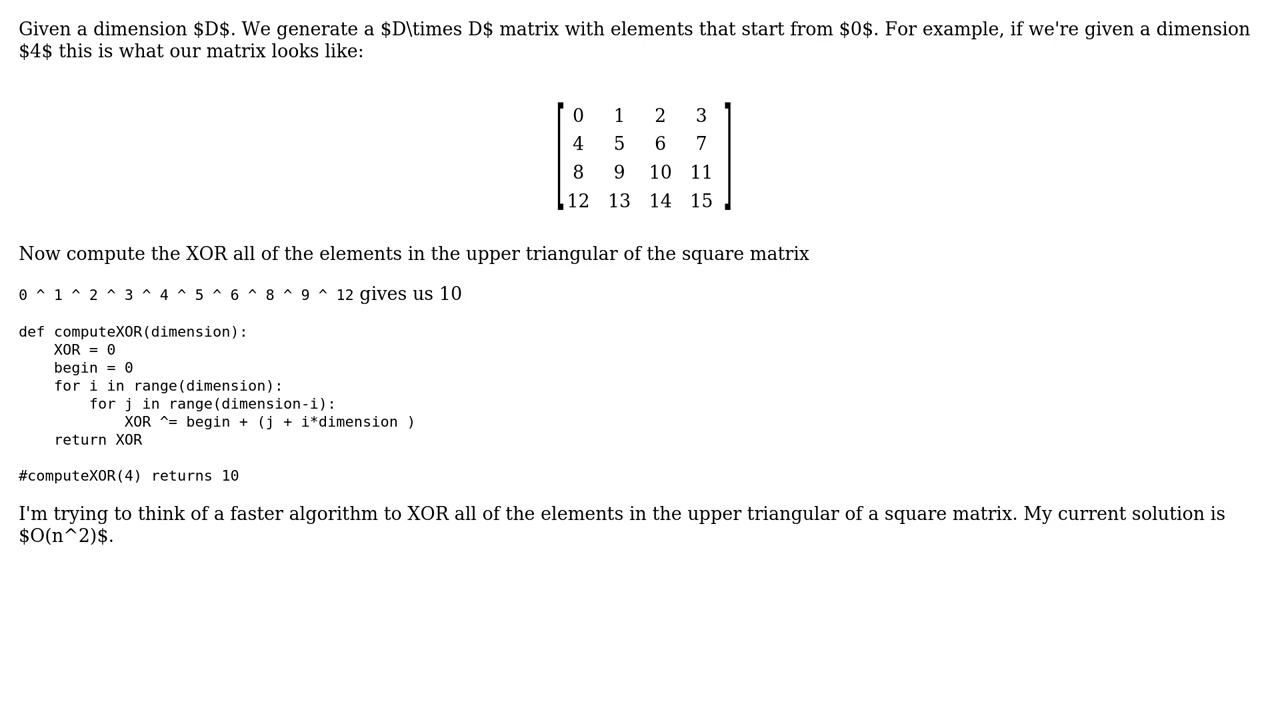 Given a dimension $D$. We generate a $D\times D$ matrix with elements that start from $0$. For example, if we're given a dimension
$4$ this is what our matrix looks like:
0 1 2 3
4 5 6 7
8 9 10 11
12 13 14 15
Now compute the XOR all of the elements in the upper triangular of the square matrix
0 ^ 1 ^ 2 ^ 3 ^ 4 ^ 5 ^ 6 ^ 8 ^ 9 ^ 12 gives us 10
def computeXOR(dimension):
    XOR = 0
    begin = 0
    for i in range(dimension):
        for j in range(dimension-i):
            XOR ^= begin + (j + i*dimension )
    return XOR
#computeXOR(4) returns 10
I'm trying to think of a faster algorithm to XOR all of the elements in the upper triangular of a square matrix. My current solution is
$O(n^2)$.